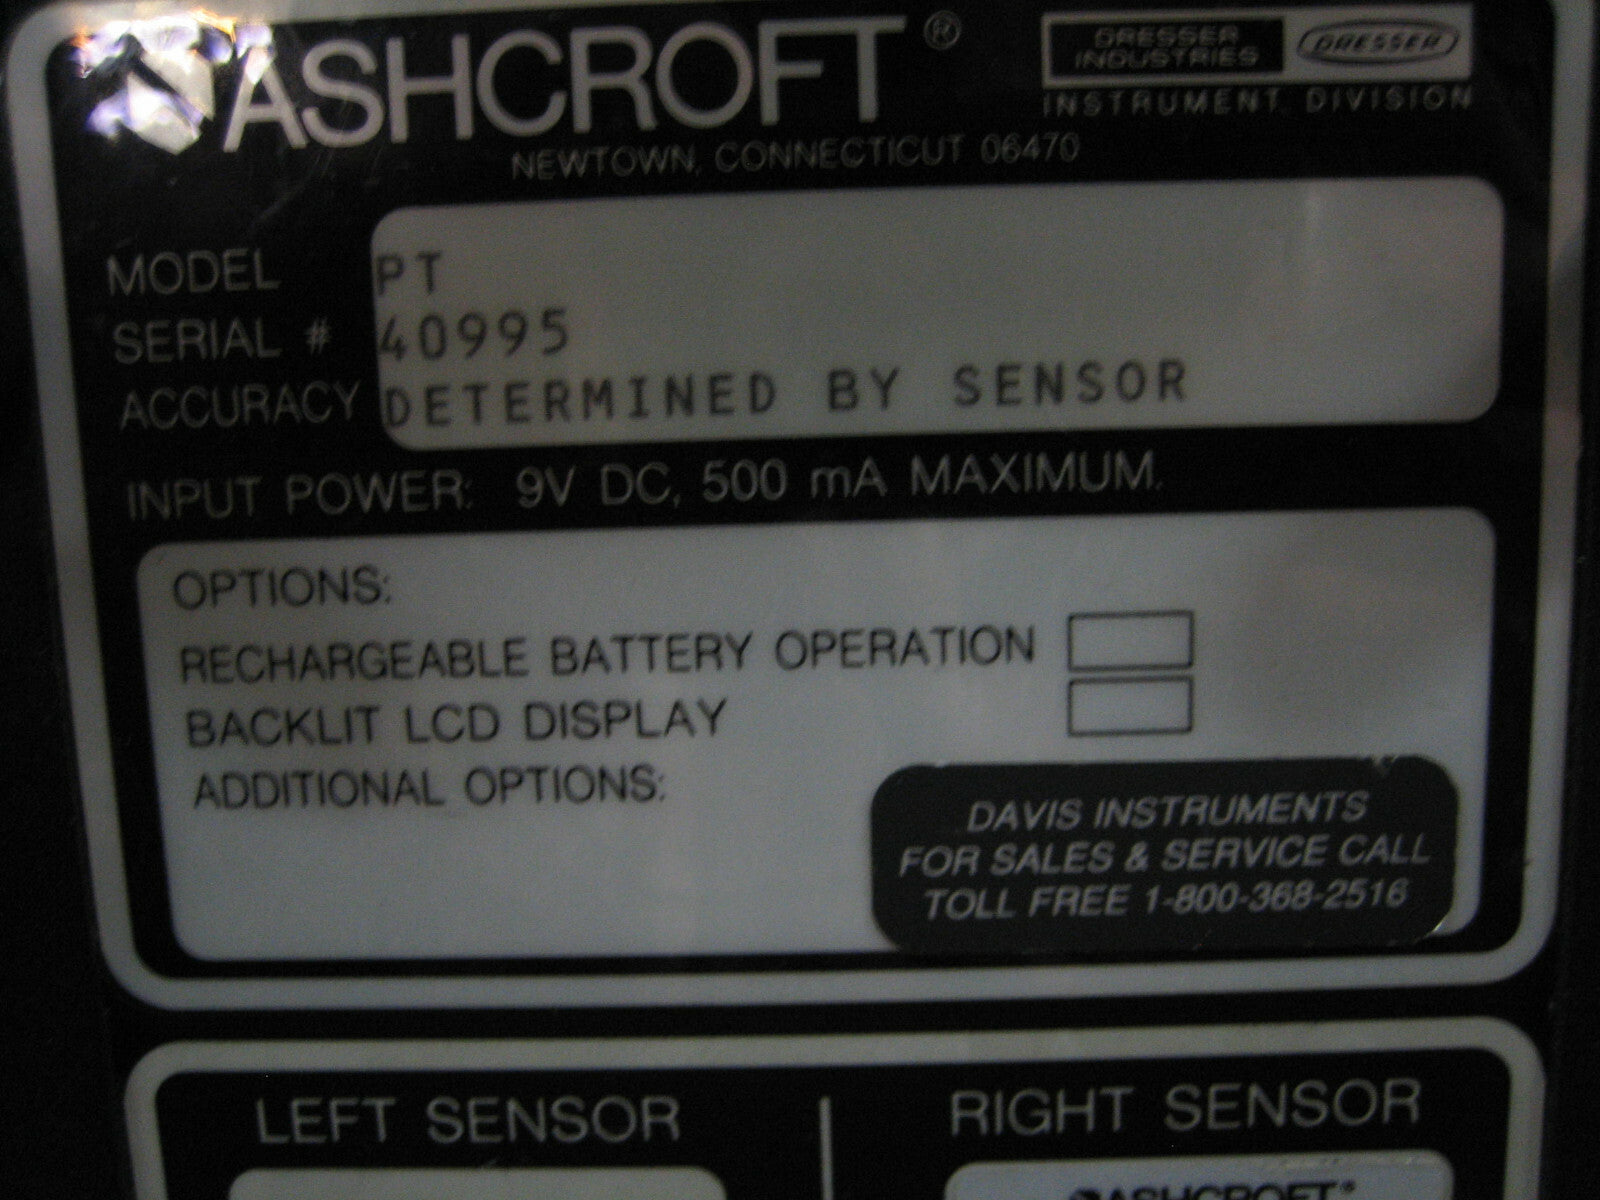 ASHCROFT®
DRESSER INDUSTRIES
DRESSER
INSTRUMENT DIVISION
NEWTOWN, CONNECTICUT 06470
MODEL PT
SERIAL # 40995
ACCURACY DETERMINED BY SENSOR
INPUT POWER: 9V DC, 500 mA MAXIMUM.
OPTIONS:
RECHARGEABLE BATTERY OPERATION
BACKLIT LCD DISPLAY
ADDITIONAL OPTIONS:
DAVIS INSTRUMENTS
FOR SALES & SERVICE CALL
TOLL FREE 1-800-368-2516
LEFT SENSOR
RIGHT SENSOR
ASHCROFT®